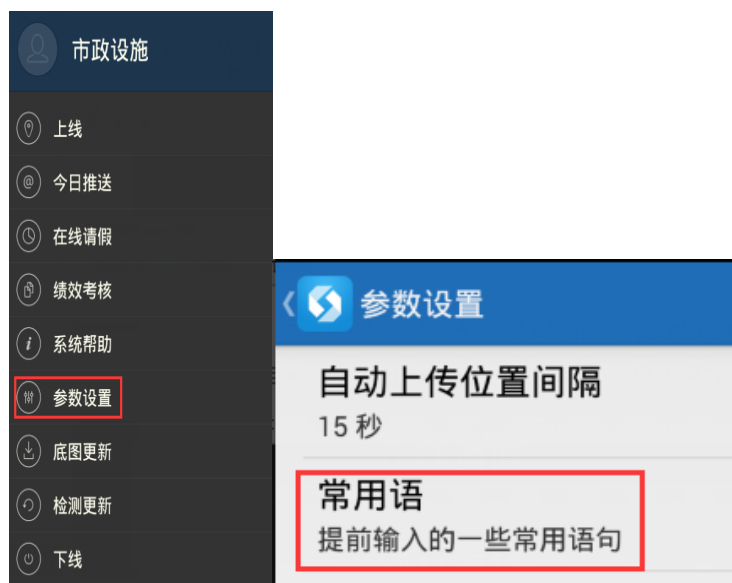 市政设施
上线
今日推送
在线请假
绩效考核
系统帮助
参数设置
底图更新
检测更新
下线
参数设置
自动上传位置间隔
15 秒
常用语
提前输入的一些常用语句